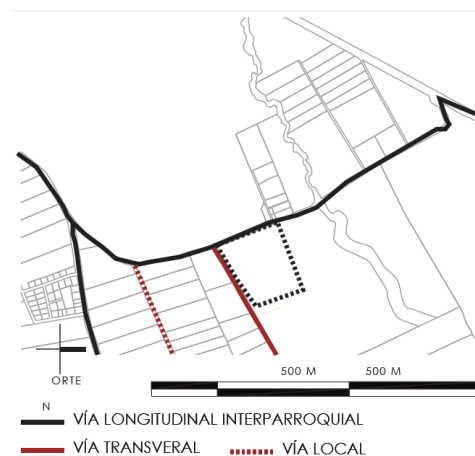 500 M 500 M
ORTE
N
VÍA LONGITUDINAL INTERPARROQUIAL
VÍA TRANSVERAL VÍA LOCAL